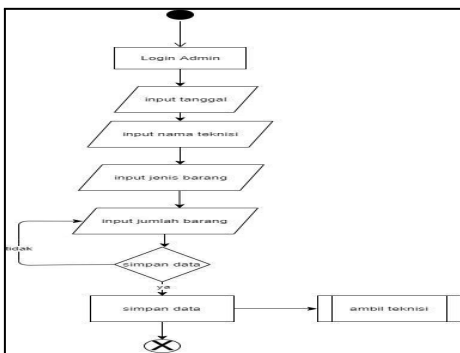 Login Admin
input tanggal
input nama teknisi
input jenis barang
input jumlah barang
tidak
simpan data
ya
simpan data
ambil teknisi